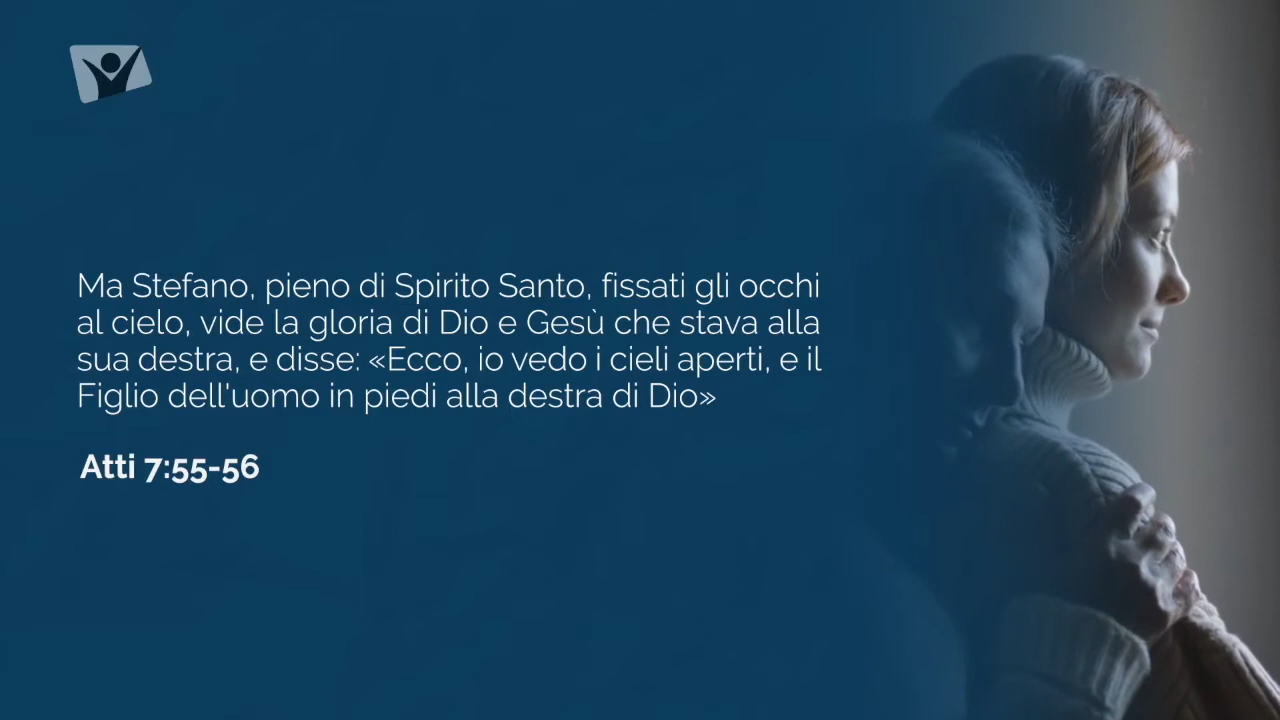 Ma Stefano, pieno di Spirito Santo, fissati gli occhi
al cielo, vide la gloria di Dio e Gesù che stava alla
sua destra, e disse: «Ecco, io vedo i cieli aperti, e il
Figlio dell'uomo in piedi alla destra di Dio»
Atti 7:55-56